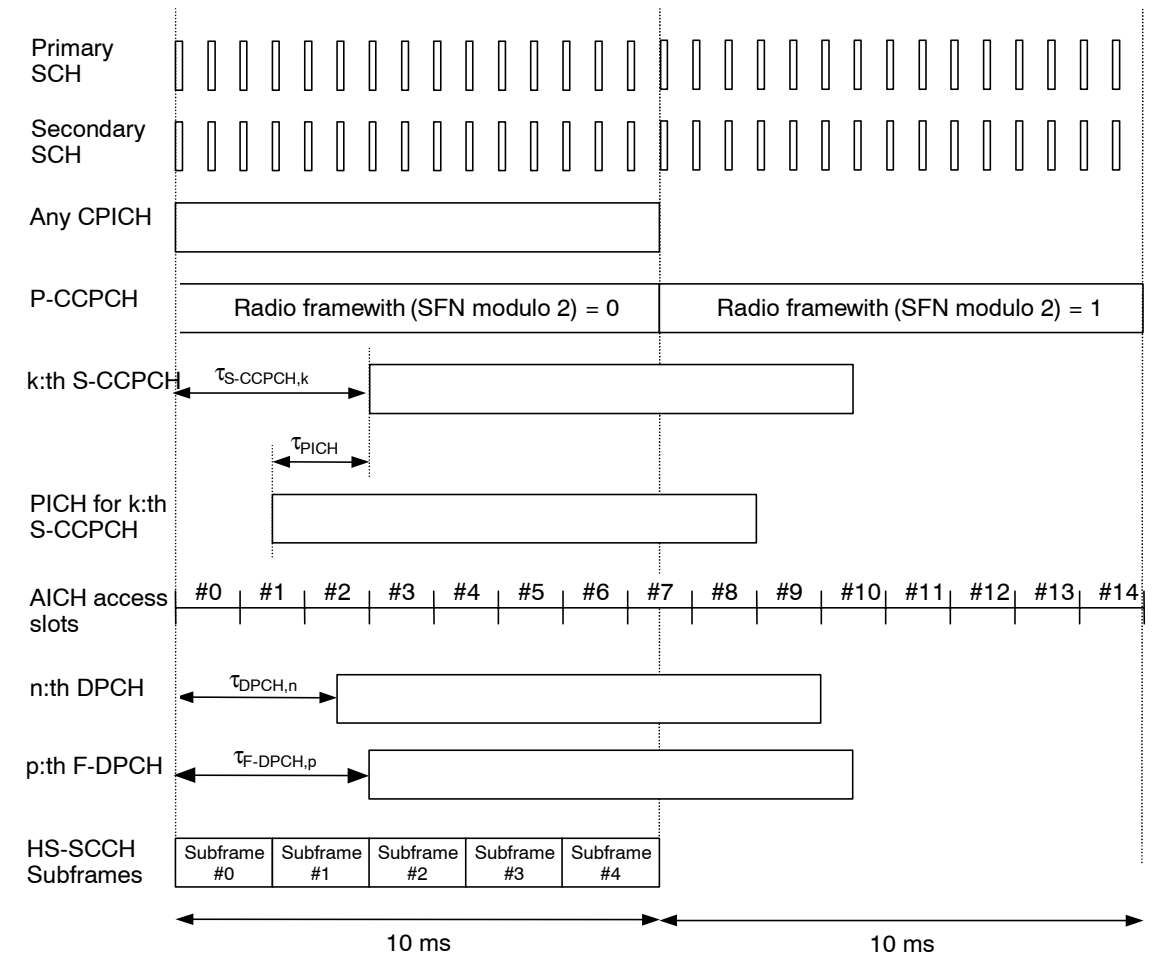 Primary
SCH
Secondary
SCH
Any CPICH
P-CCPCH
Radio framewith (SFN modulo 2) = 0
Radio framewith (SFN modulo 2) = 1
k:th S-CCPCH
τS-CCPCH,k
τPICH
PICH for k:th
S-CCPCH
AICH access
slots
#0 #1 #2 #3 #4 #5 #6 #7 #8 #9 #10 #11 #12 #13 #14
n:th DPCH
τDPCH,n
p:th F-DPCH
τF-DPCH,p
HS-SCCH
Subframes
Subframe
#0
Subframe
#1
Subframe
#2
Subframe
#3
Subframe
#4
10 ms
10 ms